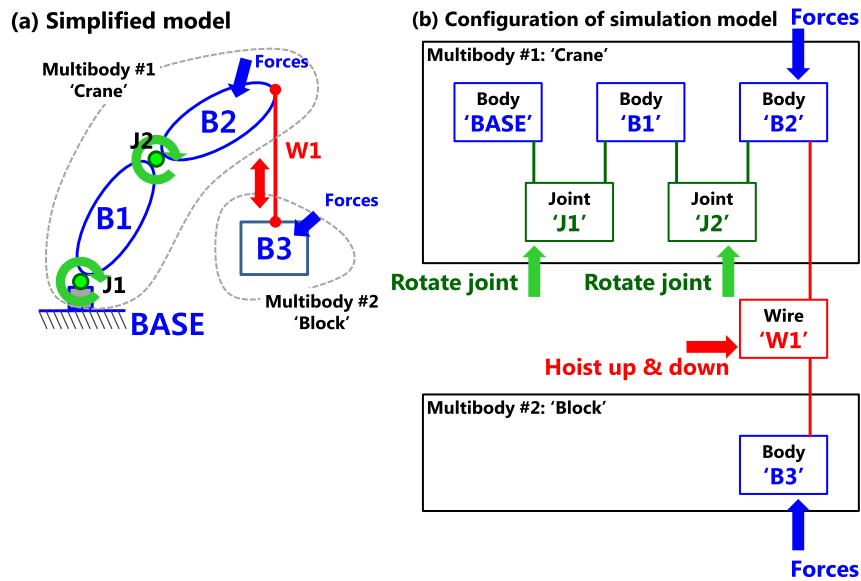 (a) Simplified model
Multibody #1
‘Crane’
Forces
B2
J2
W1
B1
Forces
B3
J1
Multibody #2
‘Block’
BASE
(b) Configuration of simulation model
Forces
Multibody #1: ‘Crane’
Body
‘BASE’
Body
‘B1’
Body
‘B2’
Joint
‘J1’
Joint
‘J2’
Rotate joint
Rotate joint
Wire
‘W1’
Hoist up & down
Multibody #2: ‘Block’
Body
‘B3’
Forces